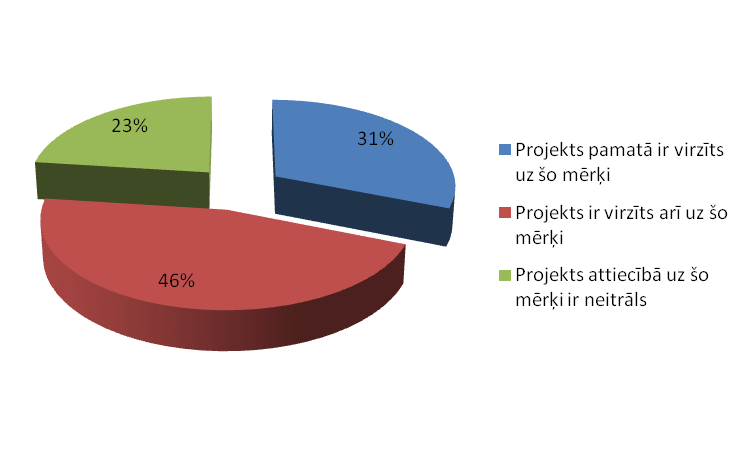 23%
31%
46%
Projekts pamatā ir virzīts
uz šo mērķi
Projekts ir virzīts arī uz šo
mērķi
Projekts attiecībā uz šo
mērķi ir neitrāls